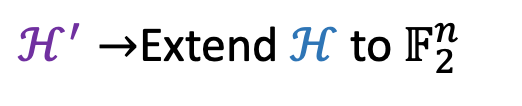 ℋ′ →Extend ℋ to 𝔽₂ⁿ